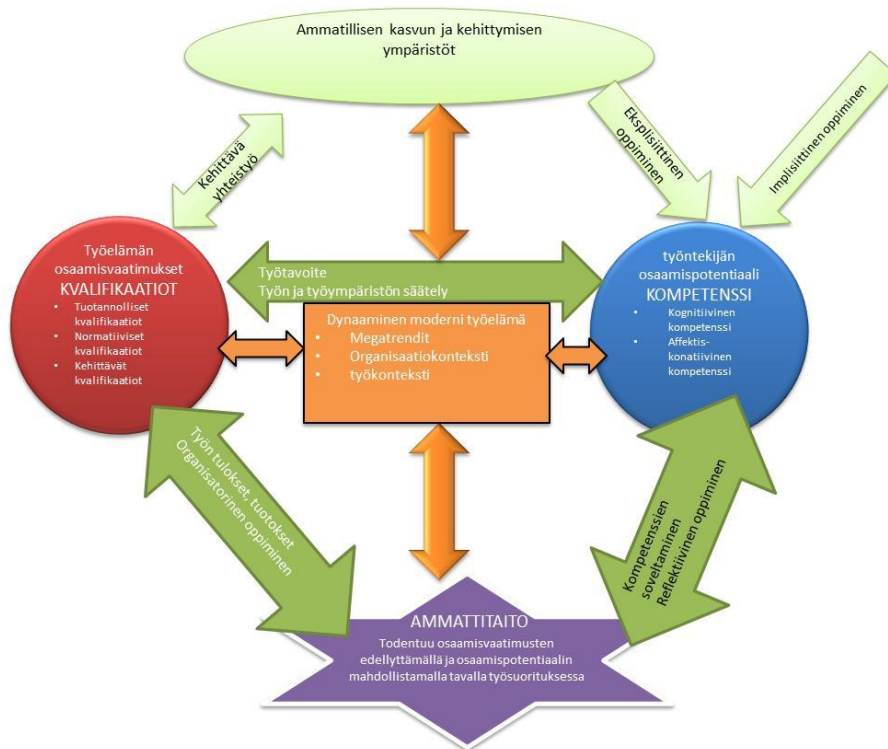 Ammatillisen kasvun ja kehittymisen
ympäristöt
Kehittävä
yhteistyö
Eksplisiittinen
oppiminen
Implisiittinen oppiminen
Työelämän
osaamisvaatimukset
KVALIFIKAATIOT
• Tuotannolliset
kvalifikaatiot
• Normatiiviset
kvalifikaatiot
• Kehittävät
kvalifikaatiot
Työtavoite
Työn ja työympäristön säätely
työntekijän
osaamispotentiaali
KOMPETENSSI
• Kognitiivinen
kompetenssi
• Affektis-
konatiivinen
kompetenssi
Dynaaminen moderni työelämä
• Megatrendit
• Organisaatiokonteksti
• työkonteksti
Työn tulokset, tuotokset
Organisatorinen oppiminen
Kompetenssien
soveltaminen
Reflektiivinen oppiminen
AMMATTITAITO
Todentuu osaamisvaatimusten
edellyttämällä ja osaamispotentiaalin
mahdollistamalla tavalla työsuorituksessa